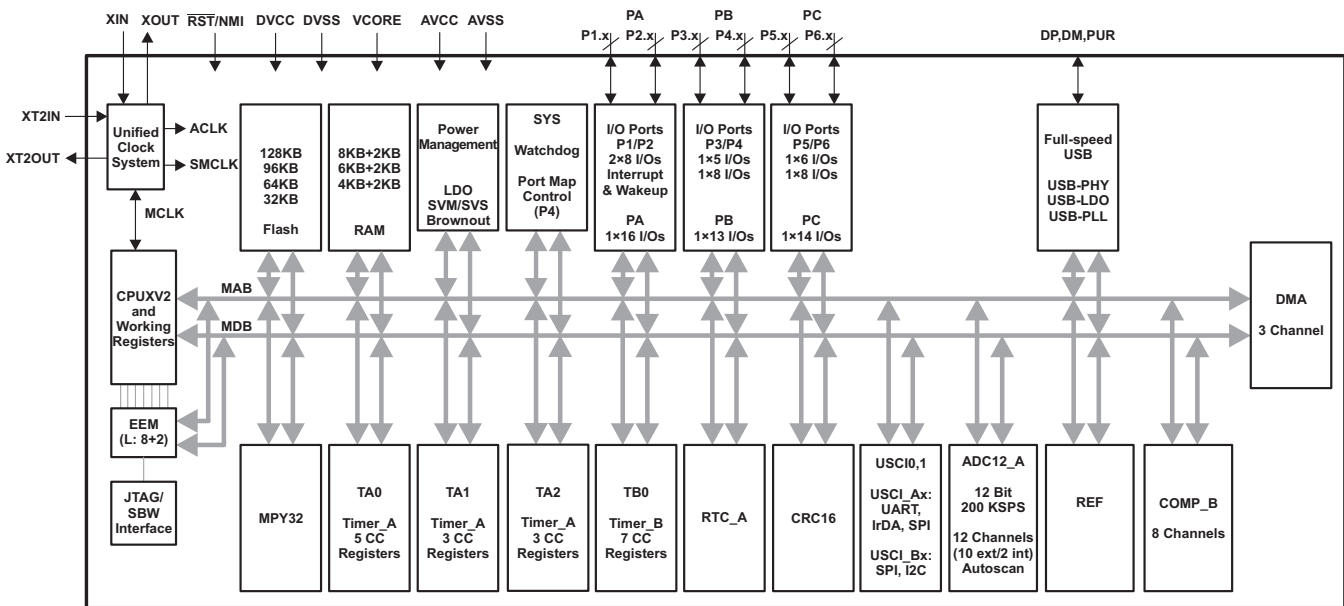 PA
PB
PC
XIN
XOUT
RST/NMI
DVCC
DVSS
VCORE
AVCC
AVSS
P1.x
P2.x
P3.x
P4.x
P5.x
P6.x
DP,DM,PUR
XT2IN
XT2OUT
Unified
Clock
System
ACLK
SMCLK
MCLK
128KB
96KB
64KB
32KB
Flash
8KB+2KB
6KB+2KB
4KB+2KB
RAM
Power
Management
LDO
SVM/SVS
Brownout
SYS
Watchdog
Port Map
Control
(P4)
I/O Ports
P1/P2
2×8 I/Os
Interrupt
& Wakeup
PA
1×16 I/Os
I/O Ports
P3/P4
1×5 I/Os
1×8 I/Os
PB
1×13 I/Os
I/O Ports
P5/P6
1×6 I/Os
1×8 I/Os
PC
1×14 I/Os
Full-speed
USB
USB-PHY
USB-LDO
USB-PLL
CPUXV2
and
Working
Registers
MAB
MDB
DMA
3 Channel
EEM
(L: 8+2)
JTAG/
SBW
Interface
MPY32
TA0
Timer_A
5 CC
Registers
TA1
Timer_A
3 CC
Registers
TA2
Timer_A
3 CC
Registers
TB0
Timer_B
7 CC
Registers
RTC_A
CRC16
USCI0,1
USCI_Ax:
UART,
IrDA, SPI
USCI_Bx:
SPI, I2C
ADC12_A
12 Bit
200 KSPS
12 Channels
(10 ext/2 int)
Autoscan
REF
COMP_B
8 Channels